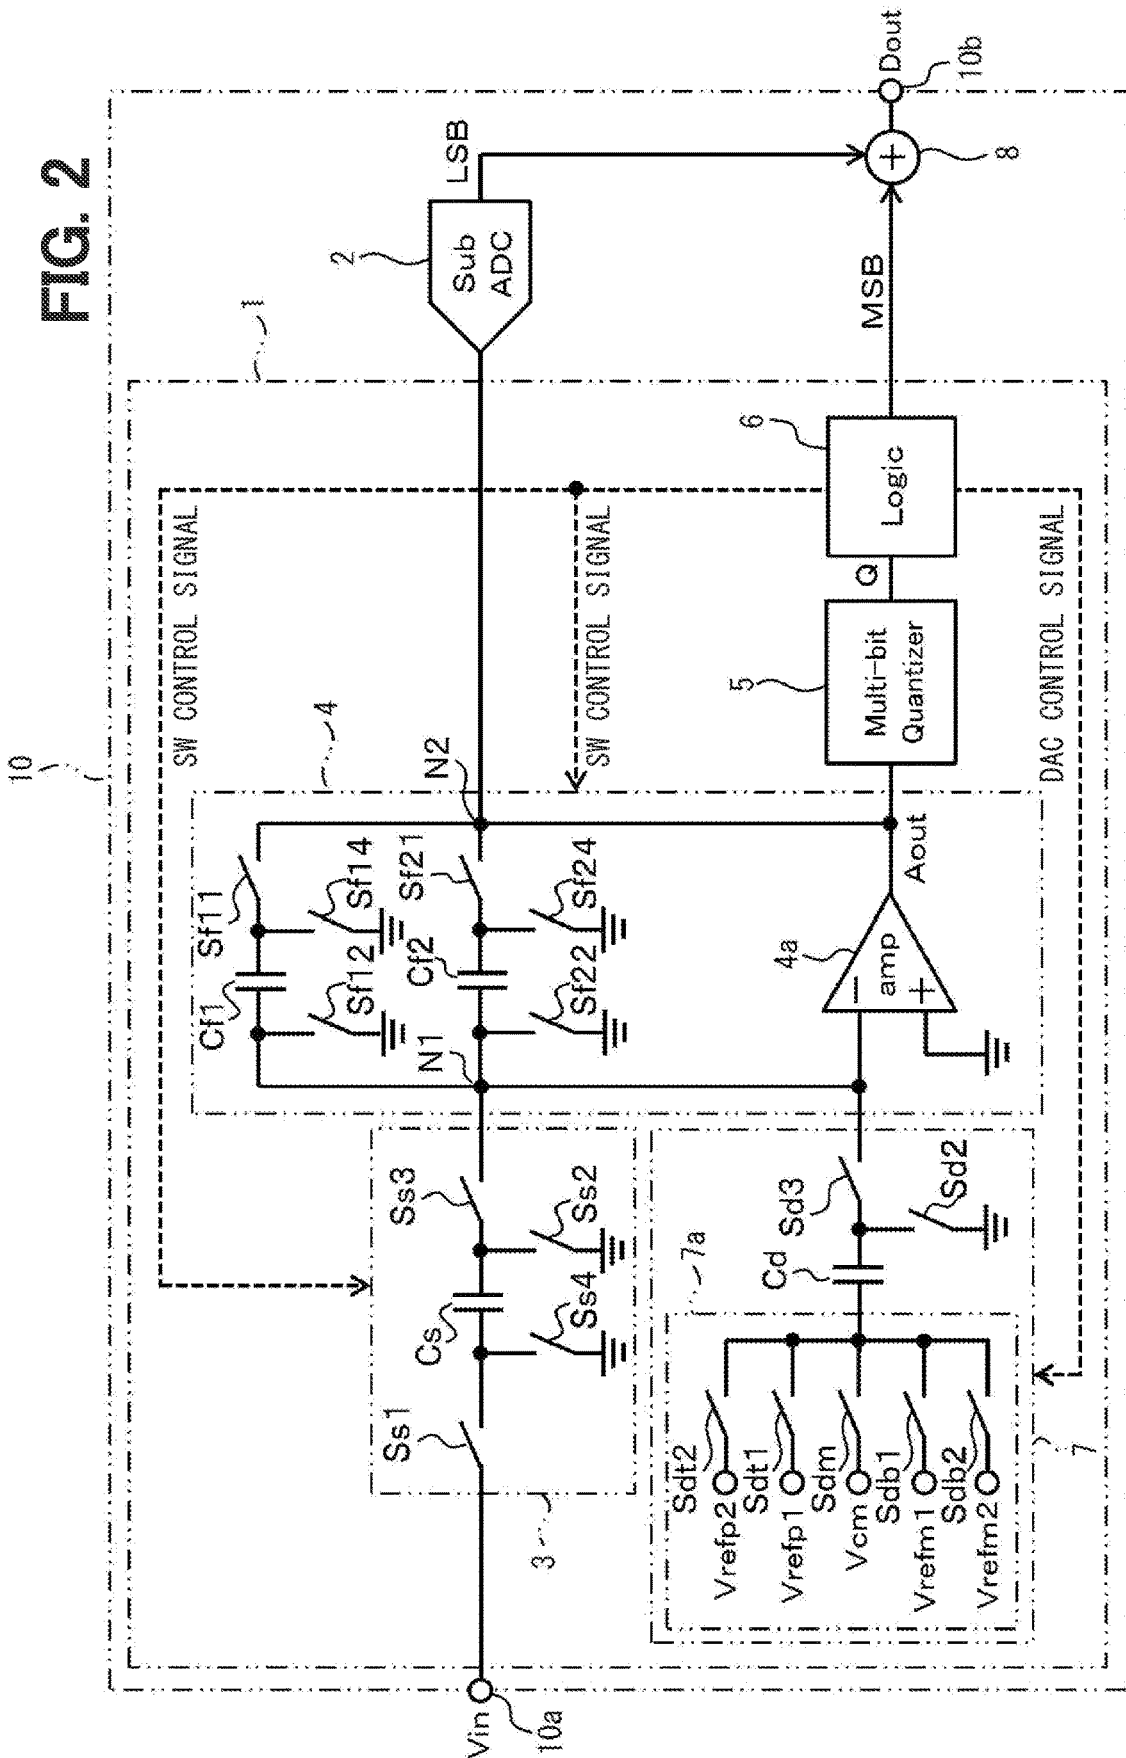 FIG. 2
10
1
SW CONTROL SIGNAL
4
Cf1
Sf11
Sf12
Sf14
N1
Cf2
Sf21
N2
Sf22
Sf24
SW CONTROL SIGNAL
2
Sub
ADC
LSB
Vin
10a
Ss1
Cs
Ss3
Ss4
Ss2
3
7a
Sdt2
Vrefp2
Sdt1
Vrefp1
Sdm
Vcm
Sdb1
Vrefm1
Sdb2
Vrefm2
Cd
Sd3
Sd2
7
4a
amp
−
+
Aout
5
Multi-bit
Quantizer
Q
6
Logic
MSB
+
8
Dout
10b
DAC CONTROL SIGNAL